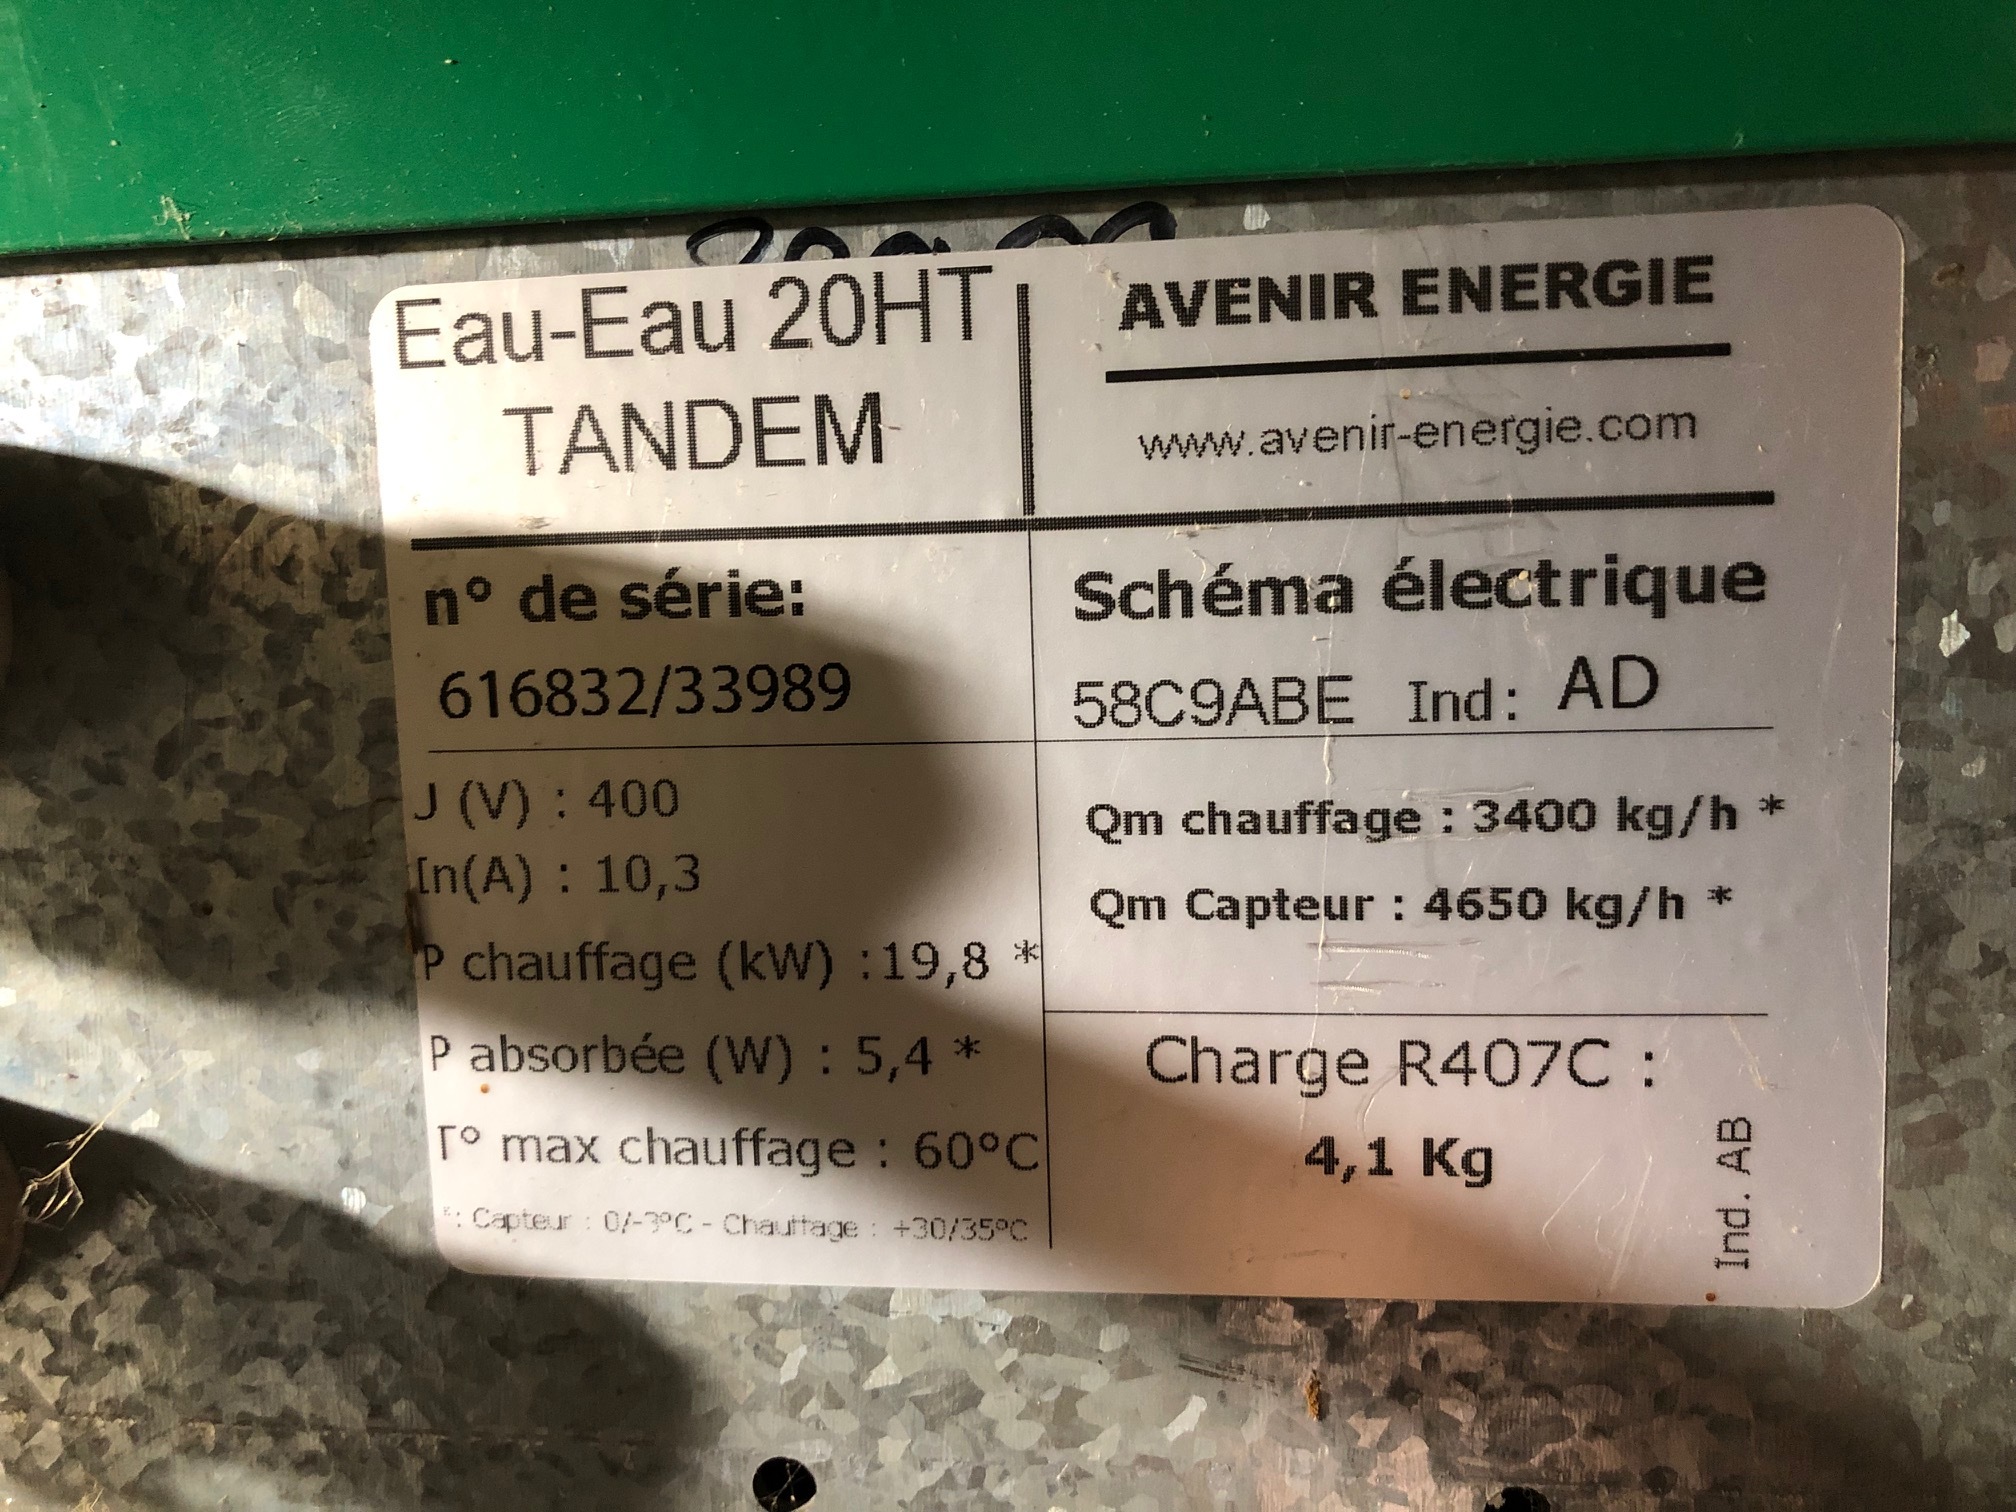 Eau-Eau 20HT
TANDEM
AVENIR ENERGIE
www.avenir-energie.com
n° de série:
616832/33989
Schéma électrique
58C9ABE Ind: AD
J (V) : 400
In(A) : 10,3
P chauffage (kW) :19,8 *
P absorbée (W) : 5,4 *
T° max chauffage : 60°C
*: Capteur : 0/-3°C - Chauffage : +30/35°C
Qm chauffage : 3400 kg/h *
Qm Capteur : 4650 kg/h *
Charge R407C :
4,1 Kg
Ind. AB